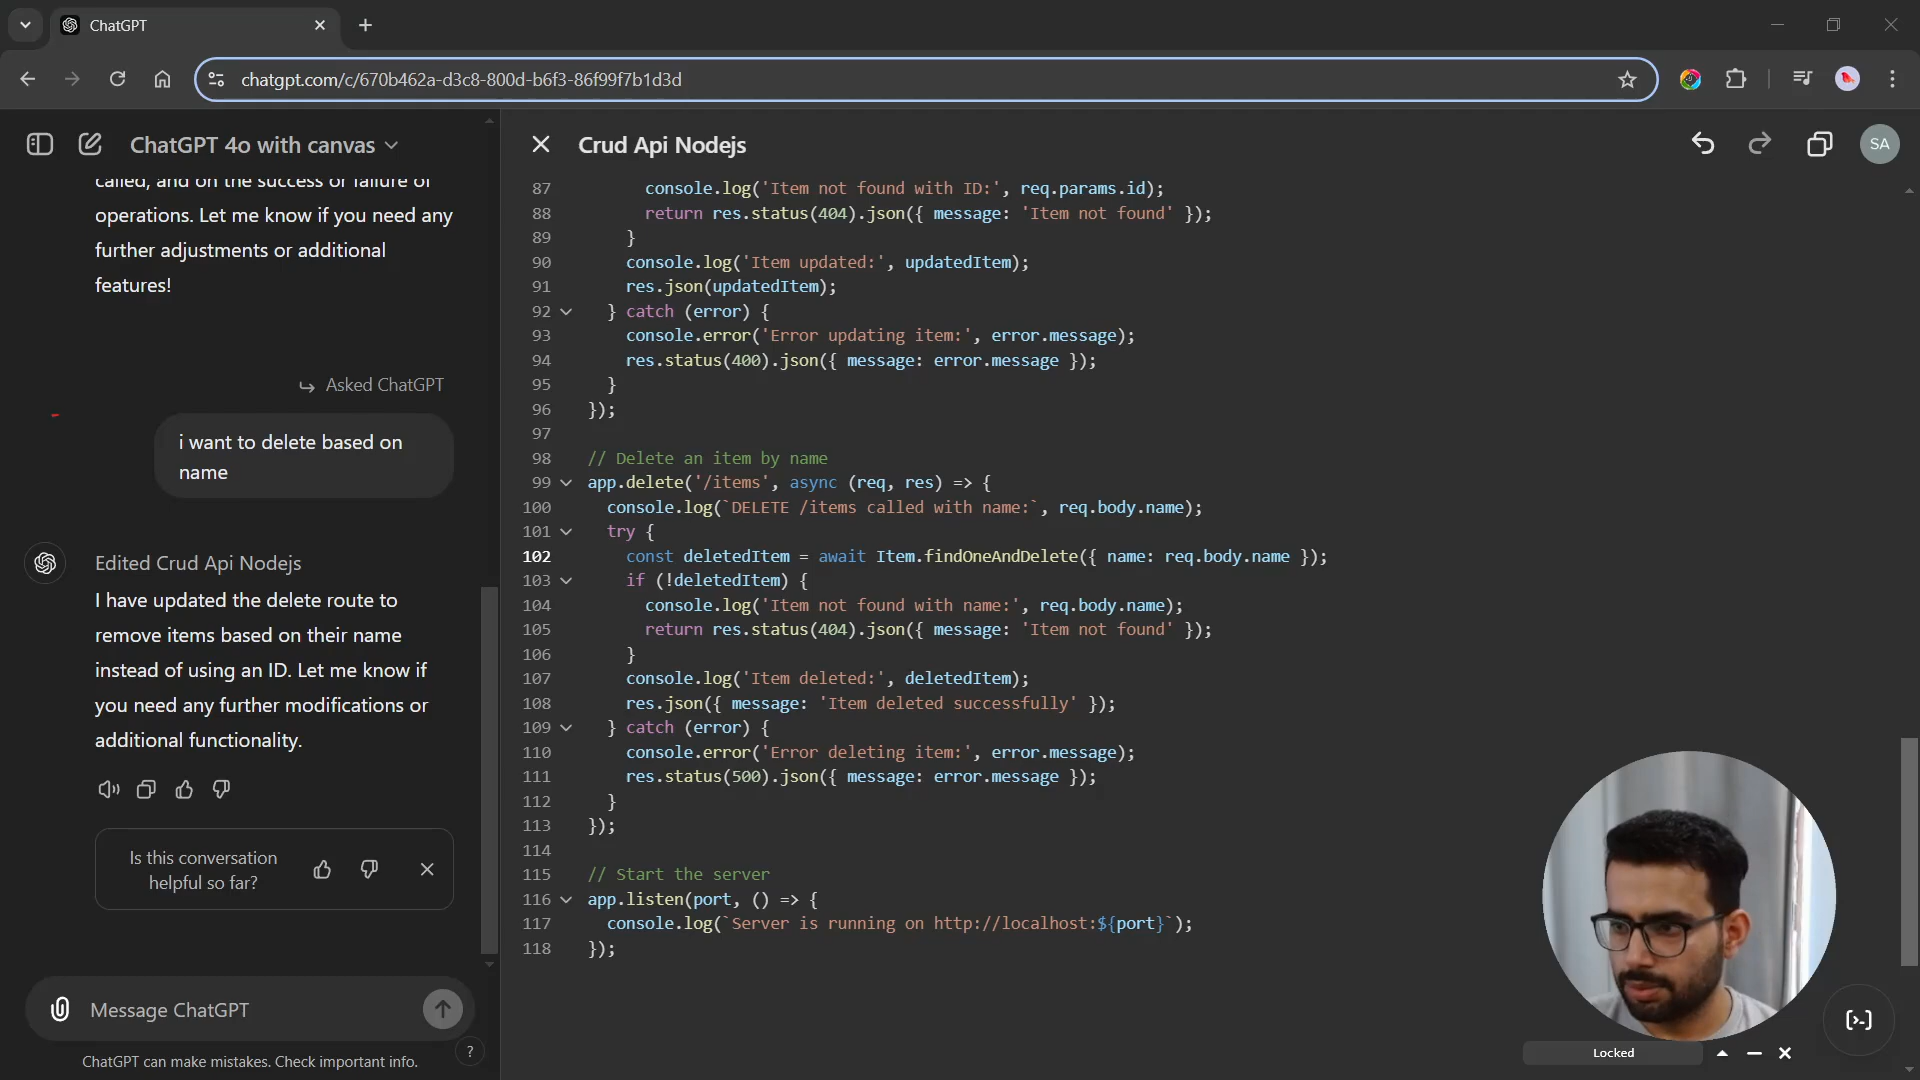 ChatGPT
chatgpt.com/c/670b462a-d3c8-800d-b6f3-86f99f7b1d3d
ChatGPT 4o with canvas
called, and on the success or failure of
operations. Let me know if you need any
further adjustments or additional
features!
Asked ChatGPT
i want to delete based on
name
Edited Crud Api Nodejs
I have updated the delete route to
remove items based on their name
instead of using an ID. Let me know if
you need any further modifications or
additional functionality.
Is this conversation
helpful so far?
Message ChatGPT
ChatGPT can make mistakes. Check important info.
?
Crud Api Nodejs
SA
87 console.log('Item not found with ID:', req.params.id);
88 return res.status(404).json({ message: 'Item not found' });
89 }
90 console.log('Item updated:', updatedItem);
91 res.json(updatedItem);
92 } catch (error) {
93 console.error('Error updating item:', error.message);
94 res.status(400).json({ message: error.message });
95 }
96 });
97
98 // Delete an item by name
99 app.delete('/items', async (req, res) => {
100 console.log(`DELETE /items called with name:`, req.body.name);
101 try {
102 const deletedItem = await Item.findOneAndDelete({ name: req.body.name });
103 if (!deletedItem) {
104 console.log('Item not found with name:', req.body.name);
105 return res.status(404).json({ message: 'Item not found' });
106 }
107 console.log('Item deleted:', deletedItem);
108 res.json({ message: 'Item deleted successfully' });
109 } catch (error) {
110 console.error('Error deleting item:', error.message);
111 res.status(500).json({ message: error.message });
112 }
113 });
114
115 // Start the server
116 app.listen(port, () => {
117 console.log(`Server is running on http://localhost:${port}`);
118 });
Locked